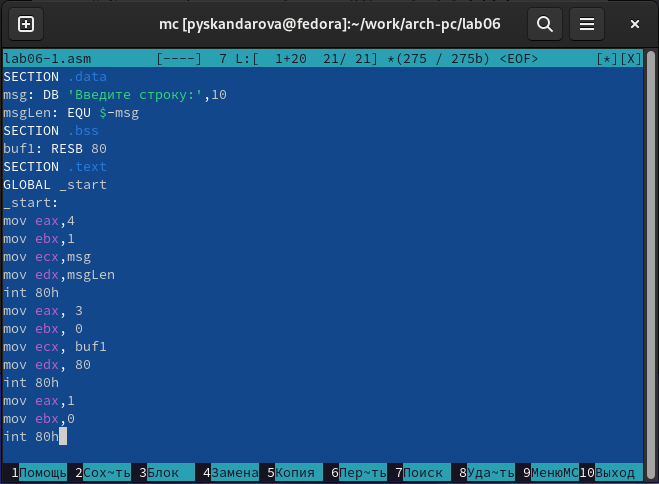 mc [pyskandarova@fedora]:~/work/arch-pc/lab06
lab06-1.asm [----] 7 L:[ 1+20 21/ 21] *(275 / 275b) <EOF> [*][X]
SECTION .data
msg: DB 'Введите строку:',10
msgLen: EQU $-msg
SECTION .bss
buf1: RESB 80
SECTION .text
GLOBAL _start
_start:
mov eax,4
mov ebx,1
mov ecx,msg
mov edx,msgLen
int 80h
mov eax, 3
mov ebx, 0
mov ecx, buf1
mov edx, 80
int 80h
mov eax,1
mov ebx,0
int 80h
1Помощь 2Сох~ть 3Блок 4Замена 5Копия 6Пер~ть 7Поиск 8Уда~ть 9МенюМС 10Выход